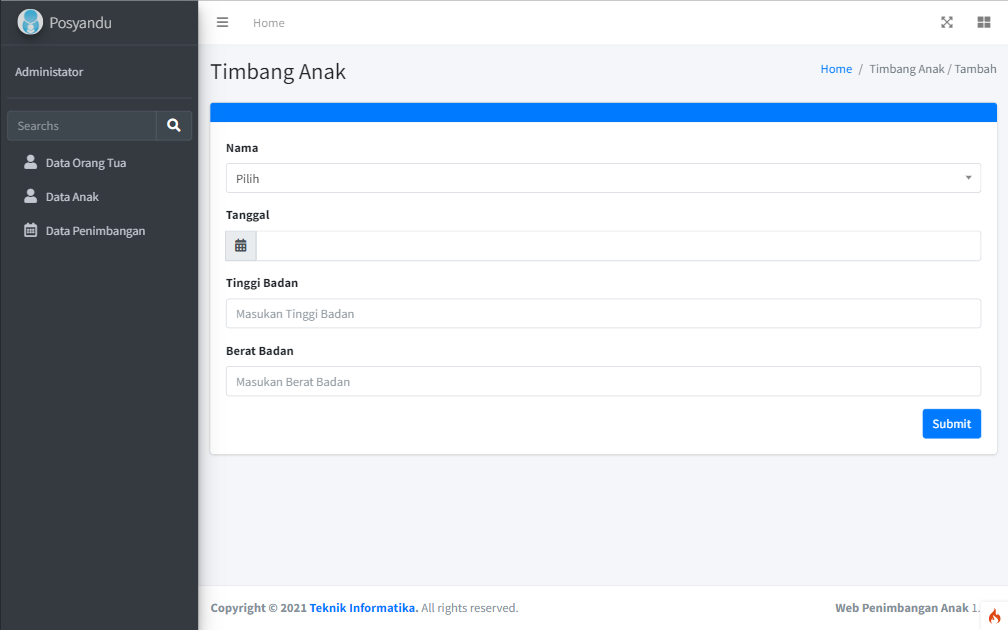 Posyandu
Home
Administator
Timbang Anak
Home / Timbang Anak / Tambah
Searchs
Data Orang Tua
Data Anak
Data Penimbangan
Nama
Pilih
Tanggal
Tinggi Badan
Masukan Tinggi Badan
Berat Badan
Masukan Berat Badan
Submit
Copyright © 2021 Teknik Informatika. All rights reserved.
Web Penimbangan Anak 1.